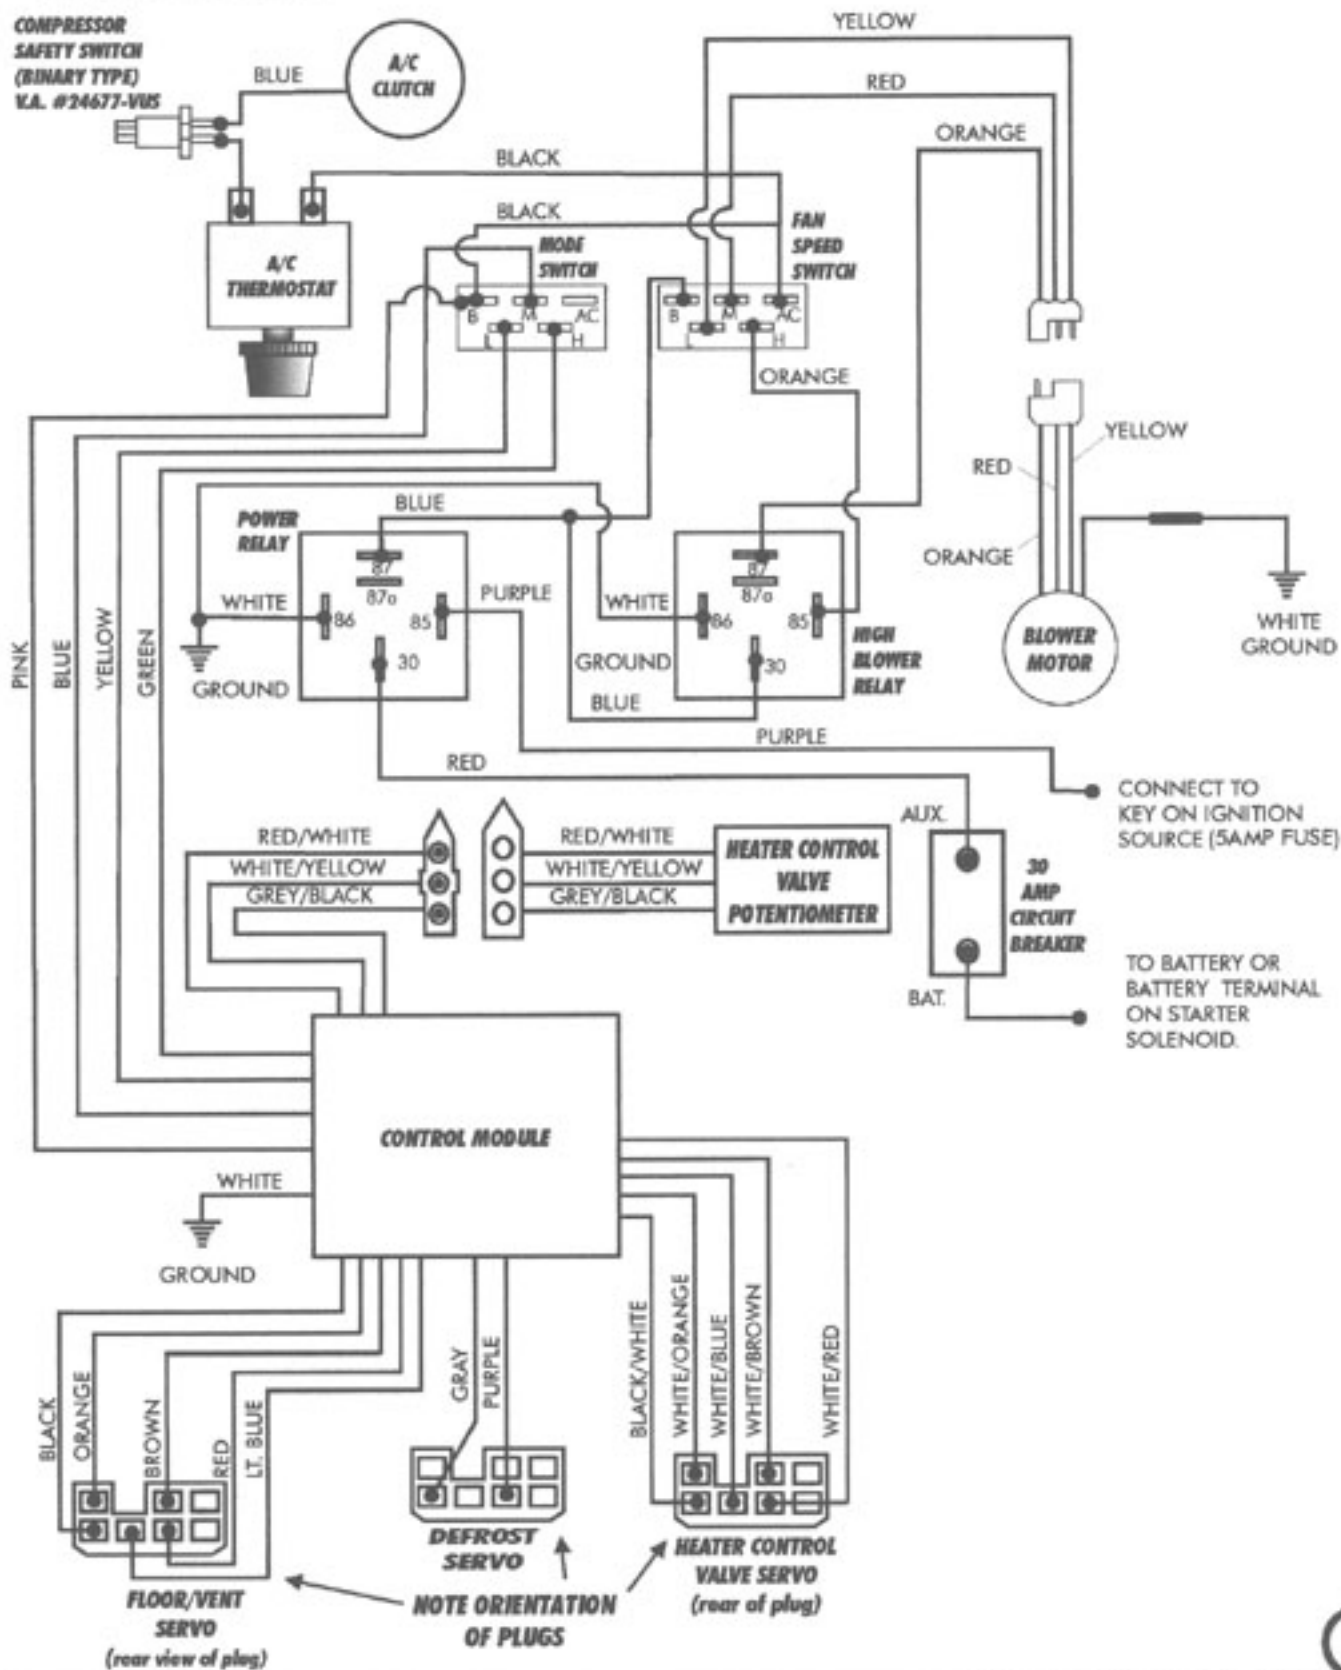 COMPRESSOR
SAFETY SWITCH
(BINARY TYPE)
V.A. #24677-VUS
BLUE
A/C
CLUTCH
YELLOW
RED
ORANGE
BLACK
BLACK
A/C
THERMOSTAT
MODE
SWITCH
FAN
SPEED
SWITCH
B
M
AC
L
H
B
M
AC
L
H
ORANGE
YELLOW
RED
ORANGE
BLOWER
MOTOR
WHITE
GROUND
BLUE
POWER
RELAY
87
87a
86
85
30
WHITE
GROUND
PURPLE
87
87a
86
85
30
WHITE
GROUND
HIGH
BLOWER
RELAY
BLUE
PINK
BLUE
YELLOW
GREEN
PURPLE
RED
CONNECT TO
KEY ON IGNITION
SOURCE (5AMP FUSE)
AUX.
30
AMP
CIRCUIT
BREAKER
BAT.
TO BATTERY OR
BATTERY TERMINAL
ON STARTER
SOLENOID.
RED/WHITE
WHITE/YELLOW
GREY/BLACK
RED/WHITE
WHITE/YELLOW
GREY/BLACK
HEATER CONTROL
VALVE
POTENTIOMETER
CONTROL MODULE
WHITE
GROUND
BLACK
ORANGE
BROWN
RED
LT. BLUE
GRAY
PURPLE
BLACK/WHITE
WHITE/ORANGE
WHITE/BLUE
WHITE/BROWN
WHITE/RED
FLOOR/VENT
SERVO
(rear view of plug)
DEFROST
SERVO
HEATER CONTROL
VALVE SERVO
(rear of plug)
NOTE ORIENTATION
OF PLUGS